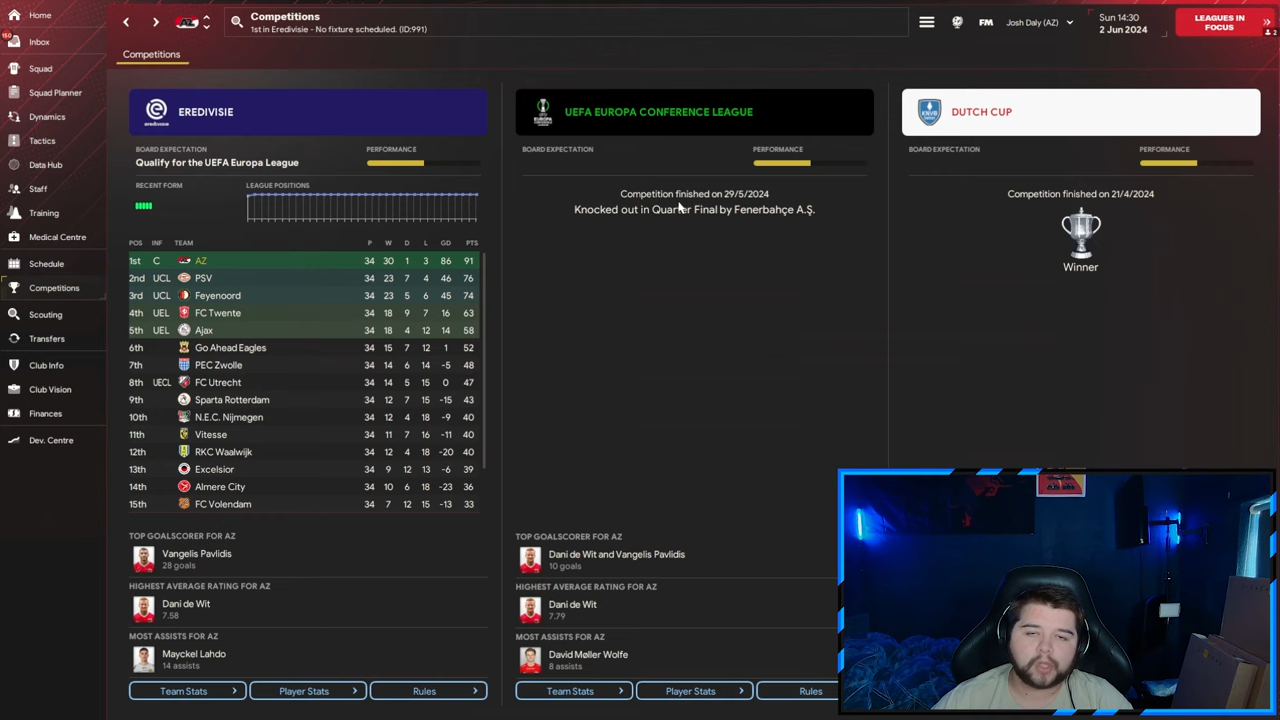 Home
Competitions
1st in Eredivisie - No fixture scheduled. (ID:991)
FM
Josh Daly (AZ)
Sun 14:30
2 Jun 2024
LEAGUES IN
FOCUS
2
150
Inbox
Squad
Squad Planner
Dynamics
Tactics
Data Hub
Staff
Training
Medical Centre
Schedule
Competitions
Scouting
Transfers
Club Info
Club Vision
Finances
Dev. Centre
Competitions
EREDIVISIE
BOARD EXPECTATION
PERFORMANCE
Qualify for the UEFA Europa League
RECENT FORM
LEAGUE POSITIONS
POS INF TEAM P W D L GD PTS
1st C AZ 34 30 1 3 86 91
2nd UCL PSV 34 23 7 4 46 76
3rd UCL Feyenoord 34 23 5 6 45 74
4th UEL FC Twente 34 18 9 7 16 63
5th UEL Ajax 34 18 4 12 14 58
6th Go Ahead Eagles 34 15 7 12 1 52
7th PEC Zwolle 34 14 6 14 -5 48
8th UECL FC Utrecht 34 14 5 15 0 47
9th Sparta Rotterdam 34 12 7 15 -15 43
10th N.E.C. Nijmegen 34 12 4 18 -9 40
11th Vitesse 34 11 7 16 -11 40
12th RKC Waalwijk 34 12 4 18 -20 40
13th Excelsior 34 9 12 13 -6 39
14th Almere City 34 10 6 18 -23 36
15th FC Volendam 34 7 12 15 -13 33
TOP GOALSCORER FOR AZ
Vangelis Pavlidis
28 goals
HIGHEST AVERAGE RATING FOR AZ
Dani de Wit
7.58
MOST ASSISTS FOR AZ
Mayckel Lahdo
14 assists
Team Stats
Player Stats
Rules
UEFA EUROPA CONFERENCE LEAGUE
BOARD EXPECTATION
PERFORMANCE
Competition finished on 29/5/2024
Knocked out in Quarter Final by Fenerbahçe A.Ş.
TOP GOALSCORER FOR AZ
Dani de Wit and Vangelis Pavlidis
10 goals
HIGHEST AVERAGE RATING FOR AZ
Dani de Wit
7.79
MOST ASSISTS FOR AZ
David Møller Wolfe
8 assists
Team Stats
Player Stats
Rules
DUTCH CUP
BOARD EXPECTATION
PERFORMANCE
Competition finished on 21/4/2024
Winner